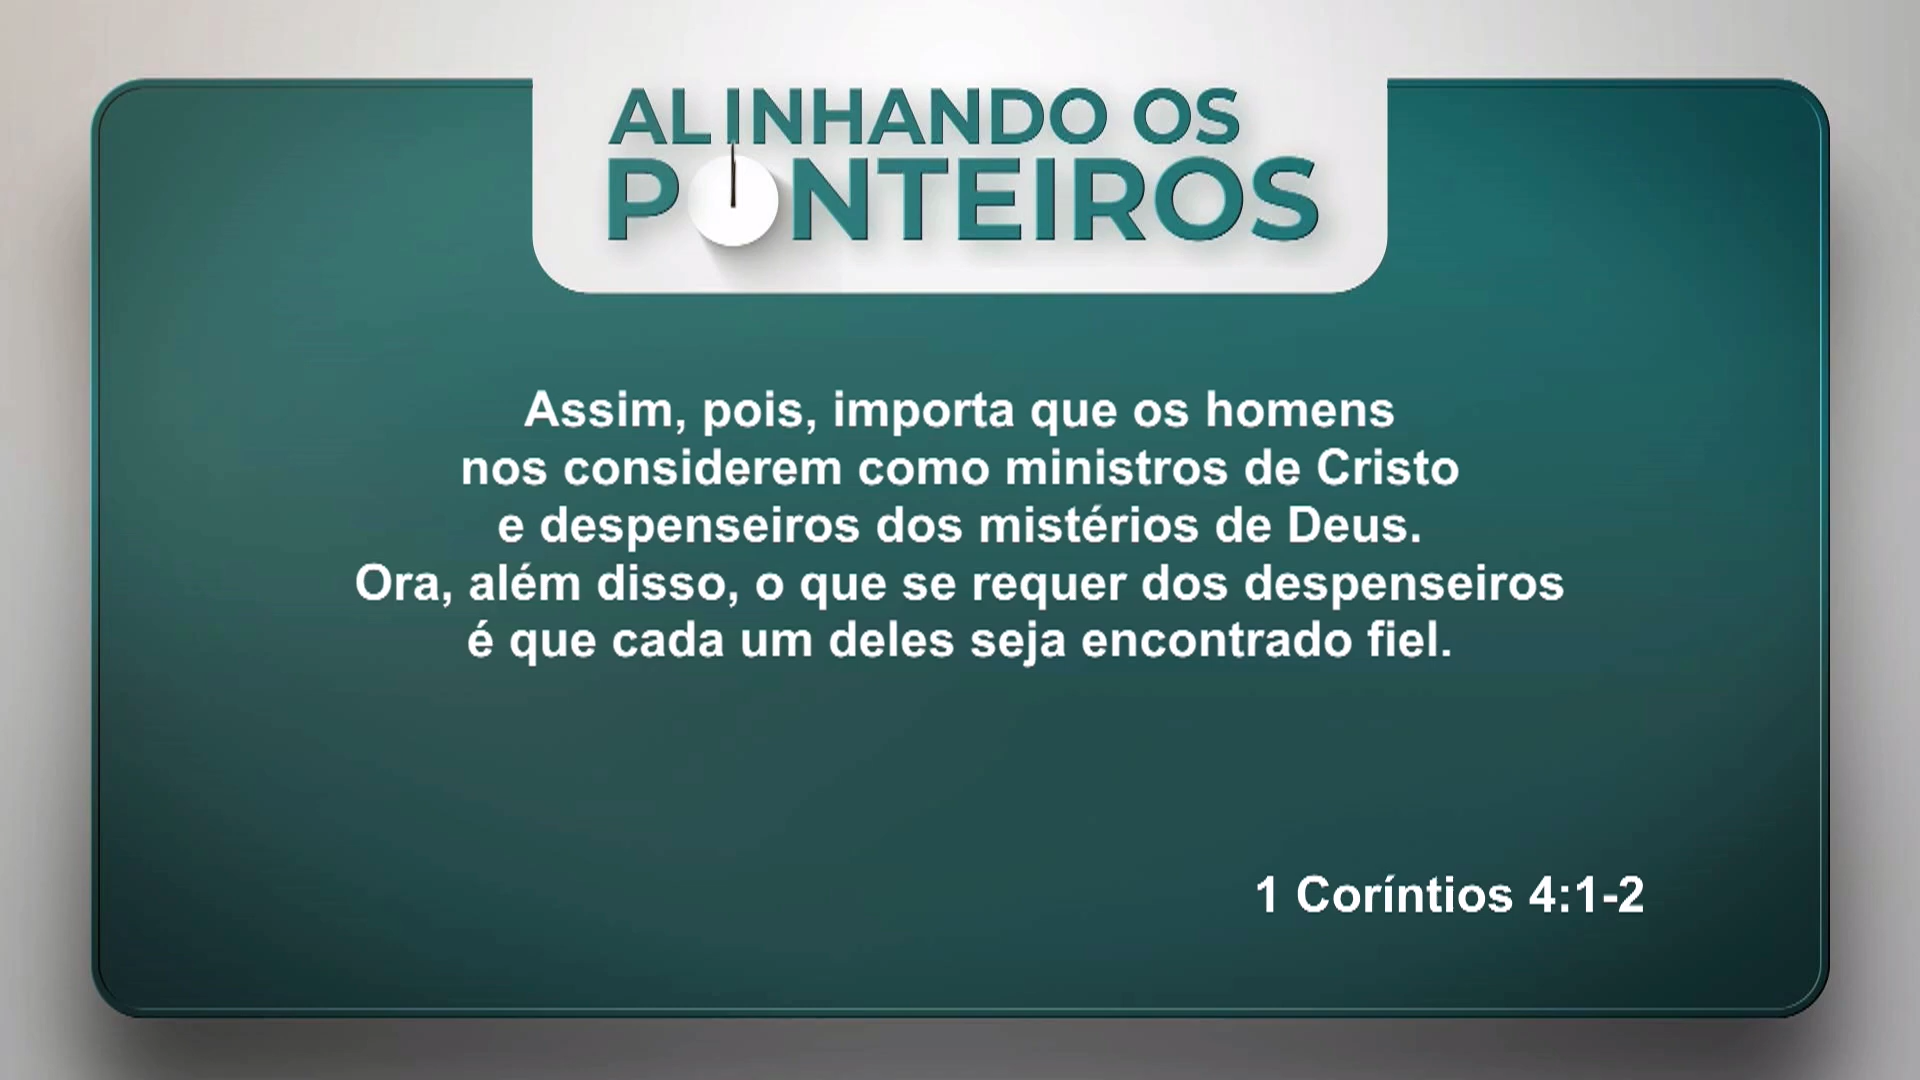 ALINHANDO OS
PONTEIROS
Assim, pois, importa que os homens
nos considerem como ministros de Cristo
e despenseiros dos mistérios de Deus.
Ora, além disso, o que se requer dos despenseiros
é que cada um deles seja encontrado fiel.
1 Coríntios 4:1-2